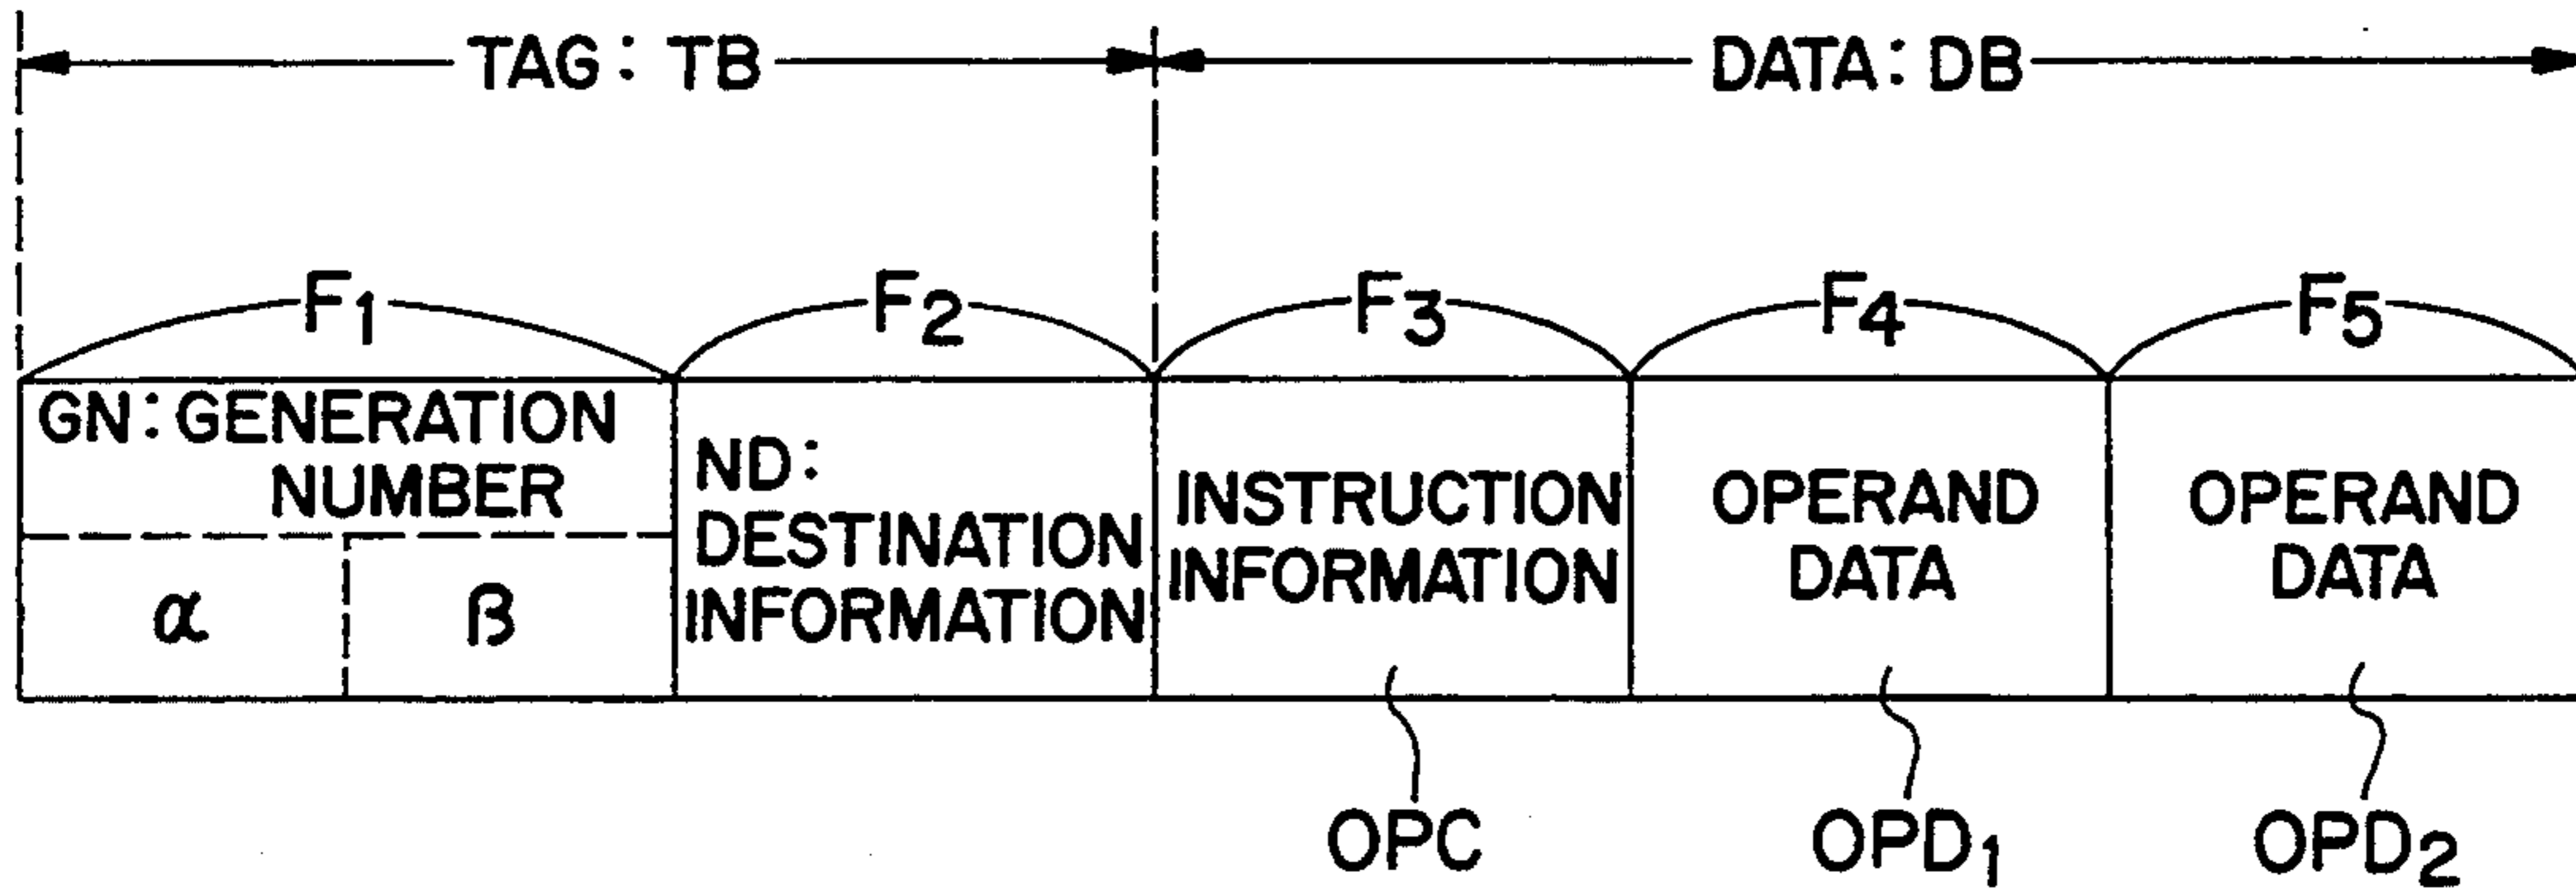 TAG: TB
DATA: DB
F1
F2
F3
F4
F5
GN: GENERATION
NUMBER
α
β
ND:
DESTINATION
INFORMATION
INSTRUCTION
INFORMATION
OPERAND
DATA
OPERAND
DATA
OPC
OPD1
OPD2